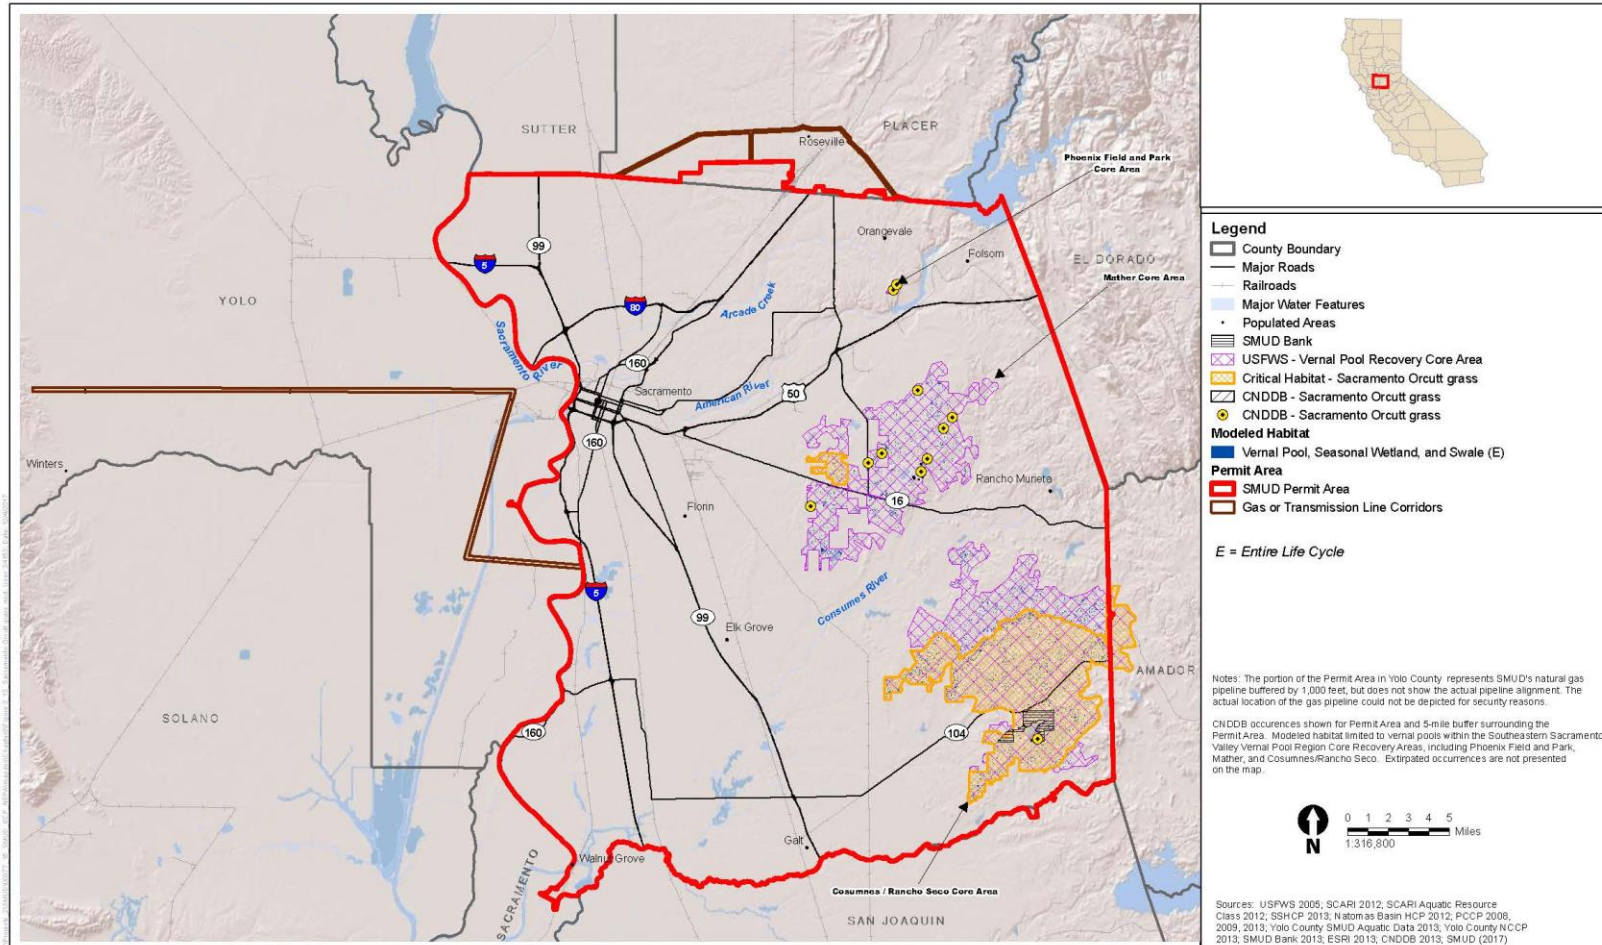 SUTTER
PLACER
Roseville
Phoenix Field and Park
Core Area
99
Orangevale
5
Folsom
EL DORADO
Mather Core Area
YOLO
80
Arcade Creek
Sacramento
River
160
Sacramento
American River
50
160
Winters
Rancho Murieta
16
Florin
5
Consumes River
99
Elk Grove
AMADOR
SOLANO
160
104
Galt
Walnut Grove
SACRAMENTO
Cosumnes / Rancho Seco Core Area
SAN JOAQUIN
Legend
County Boundary
Major Roads
Railroads
Major Water Features
Populated Areas
SMUD Bank
USFWS - Vernal Pool Recovery Core Area
Critical Habitat - Sacramento Orcutt grass
CNDDB - Sacramento Orcutt grass
CNDDB - Sacramento Orcutt grass
Modeled Habitat
Vernal Pool, Seasonal Wetland, and Swale (E)
Permit Area
SMUD Permit Area
Gas or Transmission Line Corridors
E = Entire Life Cycle
Notes: The portion of the Permit Area in Yolo County represents SMUD's natural gas
pipeline buffered by 1,000 feet, but does not show the actual pipeline alignment. The
actual location of the gas pipeline could not be depicted for security reasons.
CNDDB occurences shown for Permit Area and 5-mile buffer surrounding the
Permit Area. Modeled habitat limited to vernal pools within the Southeastern Sacramento
Valley Vernal Pool Region Core Recovery Areas, including Phoenix Field and Park,
Mather, and Cosumnes/Rancho Seco. Extirpated occurrences are not presented
on the map.
N
0 1 2 3 4 5
Miles
1:316,800
Sources: USFWS 2005; SCARI 2012; SCARI Aquatic Resource
Class 2012; SSHCP 2013; Natomas Basin HCP 2012; PCCP 2008,
2009, 2013; Yolo County SMUD Aquatic Data 2013; Yolo County NCCP
2013; SMUD Bank 2013; ESRI 2013; CNDDB 2013; SMUD (2017)